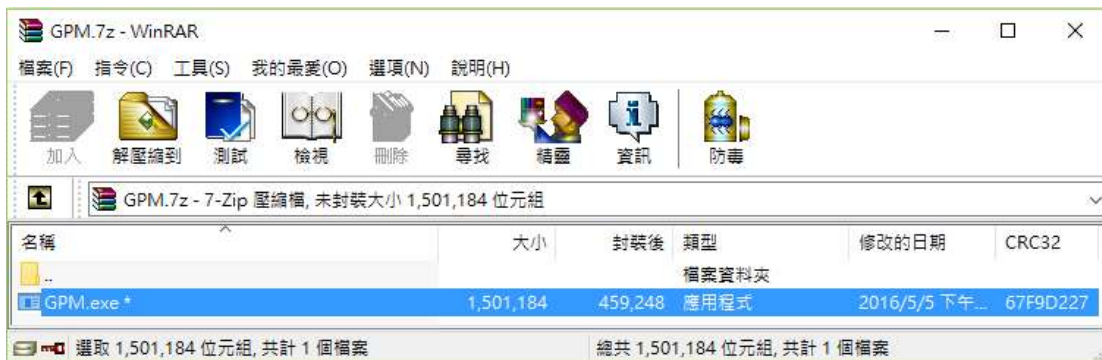 GPM.7z - WinRAR
檔案(F) 指令(C) 工具(S) 我的最愛(O) 選項(N) 說明(H)
加入 解壓縮到 測試 檢視 刪除 尋找 精靈 資訊 防毒
GPM.7z - 7-Zip 壓縮檔, 未封裝大小 1,501,184 位元組
名稱 大小 封裝後 類型 修改的日期 CRC32
.. 檔案資料夾
GPM.exe * 1,501,184 459,248 應用程式 2016/5/5 下午... 67F9D227
選取 1,501,184 位元組, 共計 1 個檔案 總共 1,501,184 位元組, 共計 1 個檔案